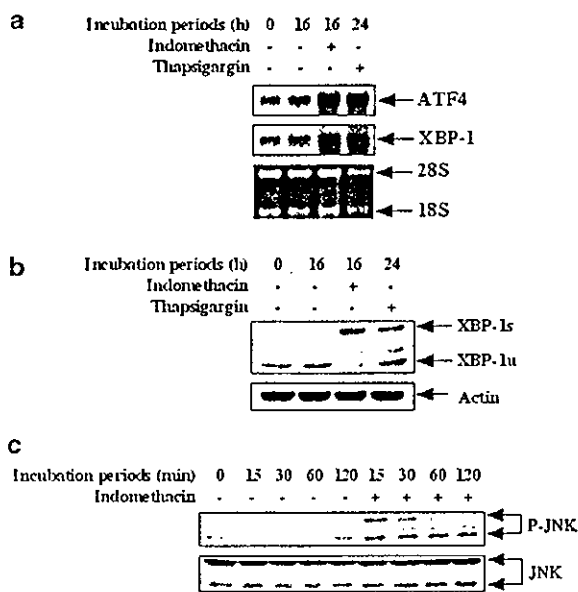 a
Incubation periods (h) 0 16 16 24
Indomethacin - - + -
Thapsigargin - - - +
ATF4
XBP-1
28S
18S
b
Incubation periods (h) 0 16 16 24
Indomethacin - - + -
Thapsigargin - - - +
XBP-1s
XBP-1u
Actin
c
Incubation periods (min) 0 15 30 60 120 15 30 60 120
Indomethacin - - - - - + + + +
P-JNK
JNK